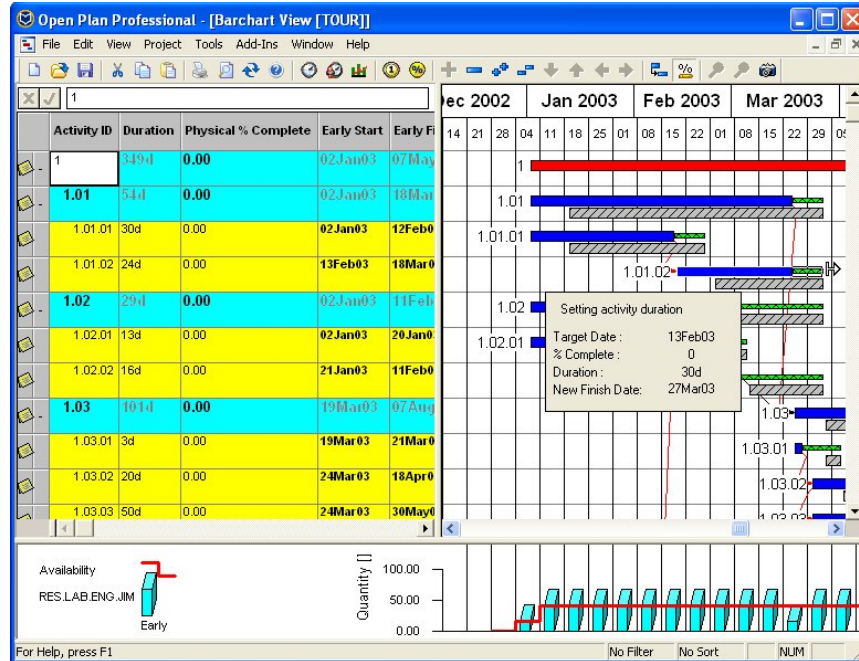 Open Plan Professional - [Barchart View [TOUR]]
File Edit View Project Tools Add-Ins Window Help
1
Activity ID Duration Physical % Complete Early Start Early Fi
1 349d 0.00 02Jan03 07May
1.01 54d 0.00 02Jan03 18Mar
1.01.01 30d 0.00 02Jan03 12Feb0
1.01.02 24d 0.00 13Feb03 18Mar0
1.02 29d 0.00 02Jan03 11Feb
1.02.01 13d 0.00 02Jan03 20Jan0
1.02.02 16d 0.00 21Jan03 11Feb0
1.03 101d 0.00 19Mar03 07Aug
1.03.01 3d 0.00 19Mar03 21Mar0
1.03.02 20d 0.00 24Mar03 18Apr0
1.03.03 50d 0.00 24Mar03 30May0
Dec 2002 Jan 2003 Feb 2003 Mar 2003
14 21 28 04 11 18 25 01 08 15 22 01 08 15 22 29 05
1
1.01
1.01.01
1.01.02
1.02
1.02.01
Setting activity duration
Target Date : 13Feb03
% Complete : 0
Duration : 30d
New Finish Date: 27Mar03
1.03
1.03.01
1.03.02
1.03.03
Availability
RES.LAB.ENG.JIM
Early
Quantity []
100.00
50.00
0.00
For Help, press F1 No Filter No Sort NUM